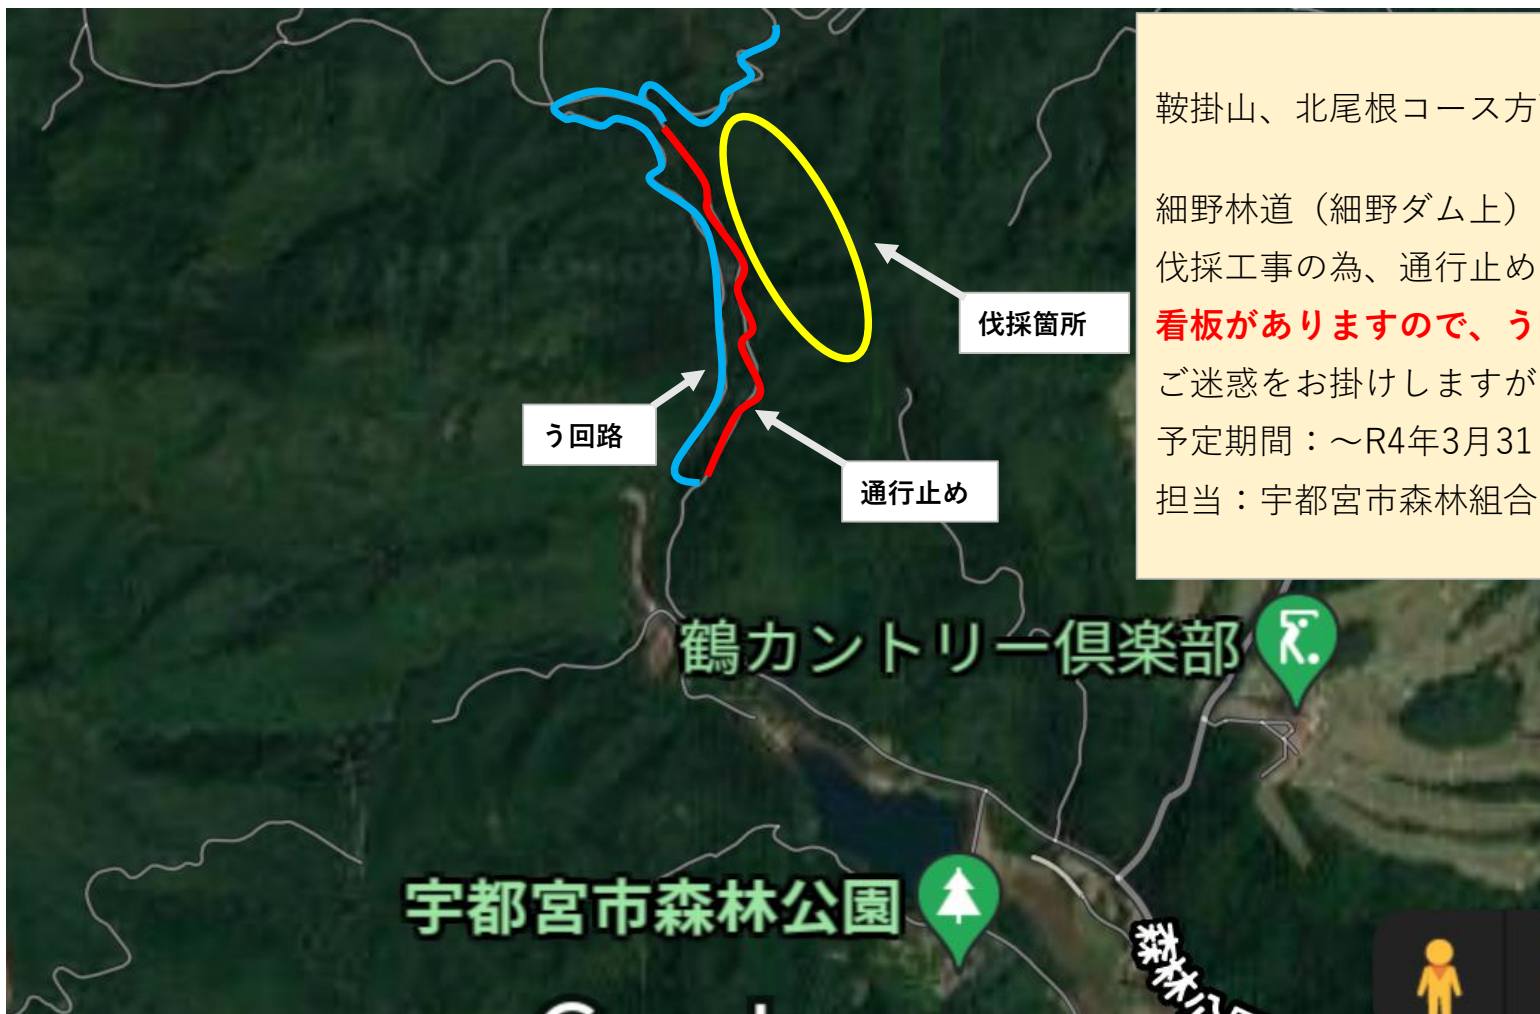 鞍掛山、北尾根コース方
細野林道（細野ダム上）
伐採工事の為、通行止め
看板がありますので、う
ご迷惑をお掛けしますが
予定期間：～R4年3月31
担当：宇都宮市森林組合
伐採箇所
う回路
通行止め
鶴カントリー倶楽部
宇都宮市森林公園
森林公